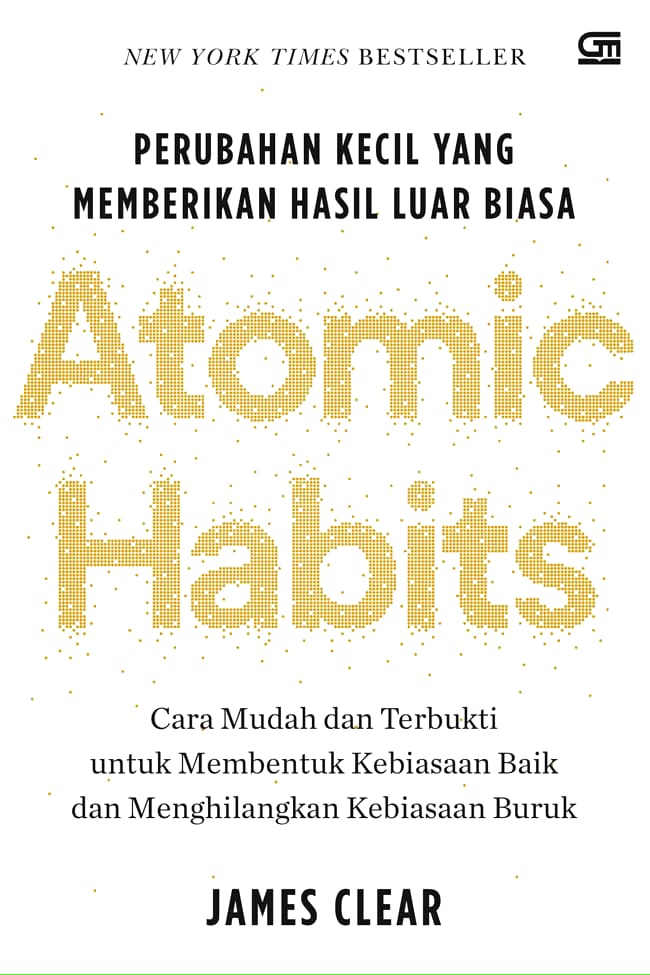 NEW YORK TIMES BESTSELLER
GM
PERUBAHAN KECIL YANG
MEMBERIKAN HASIL LUAR BIASA
Atomic
Habits
Cara Mudah dan Terbukti
untuk Membentuk Kebiasaan Baik
dan Menghilangkan Kebiasaan Buruk
JAMES CLEAR